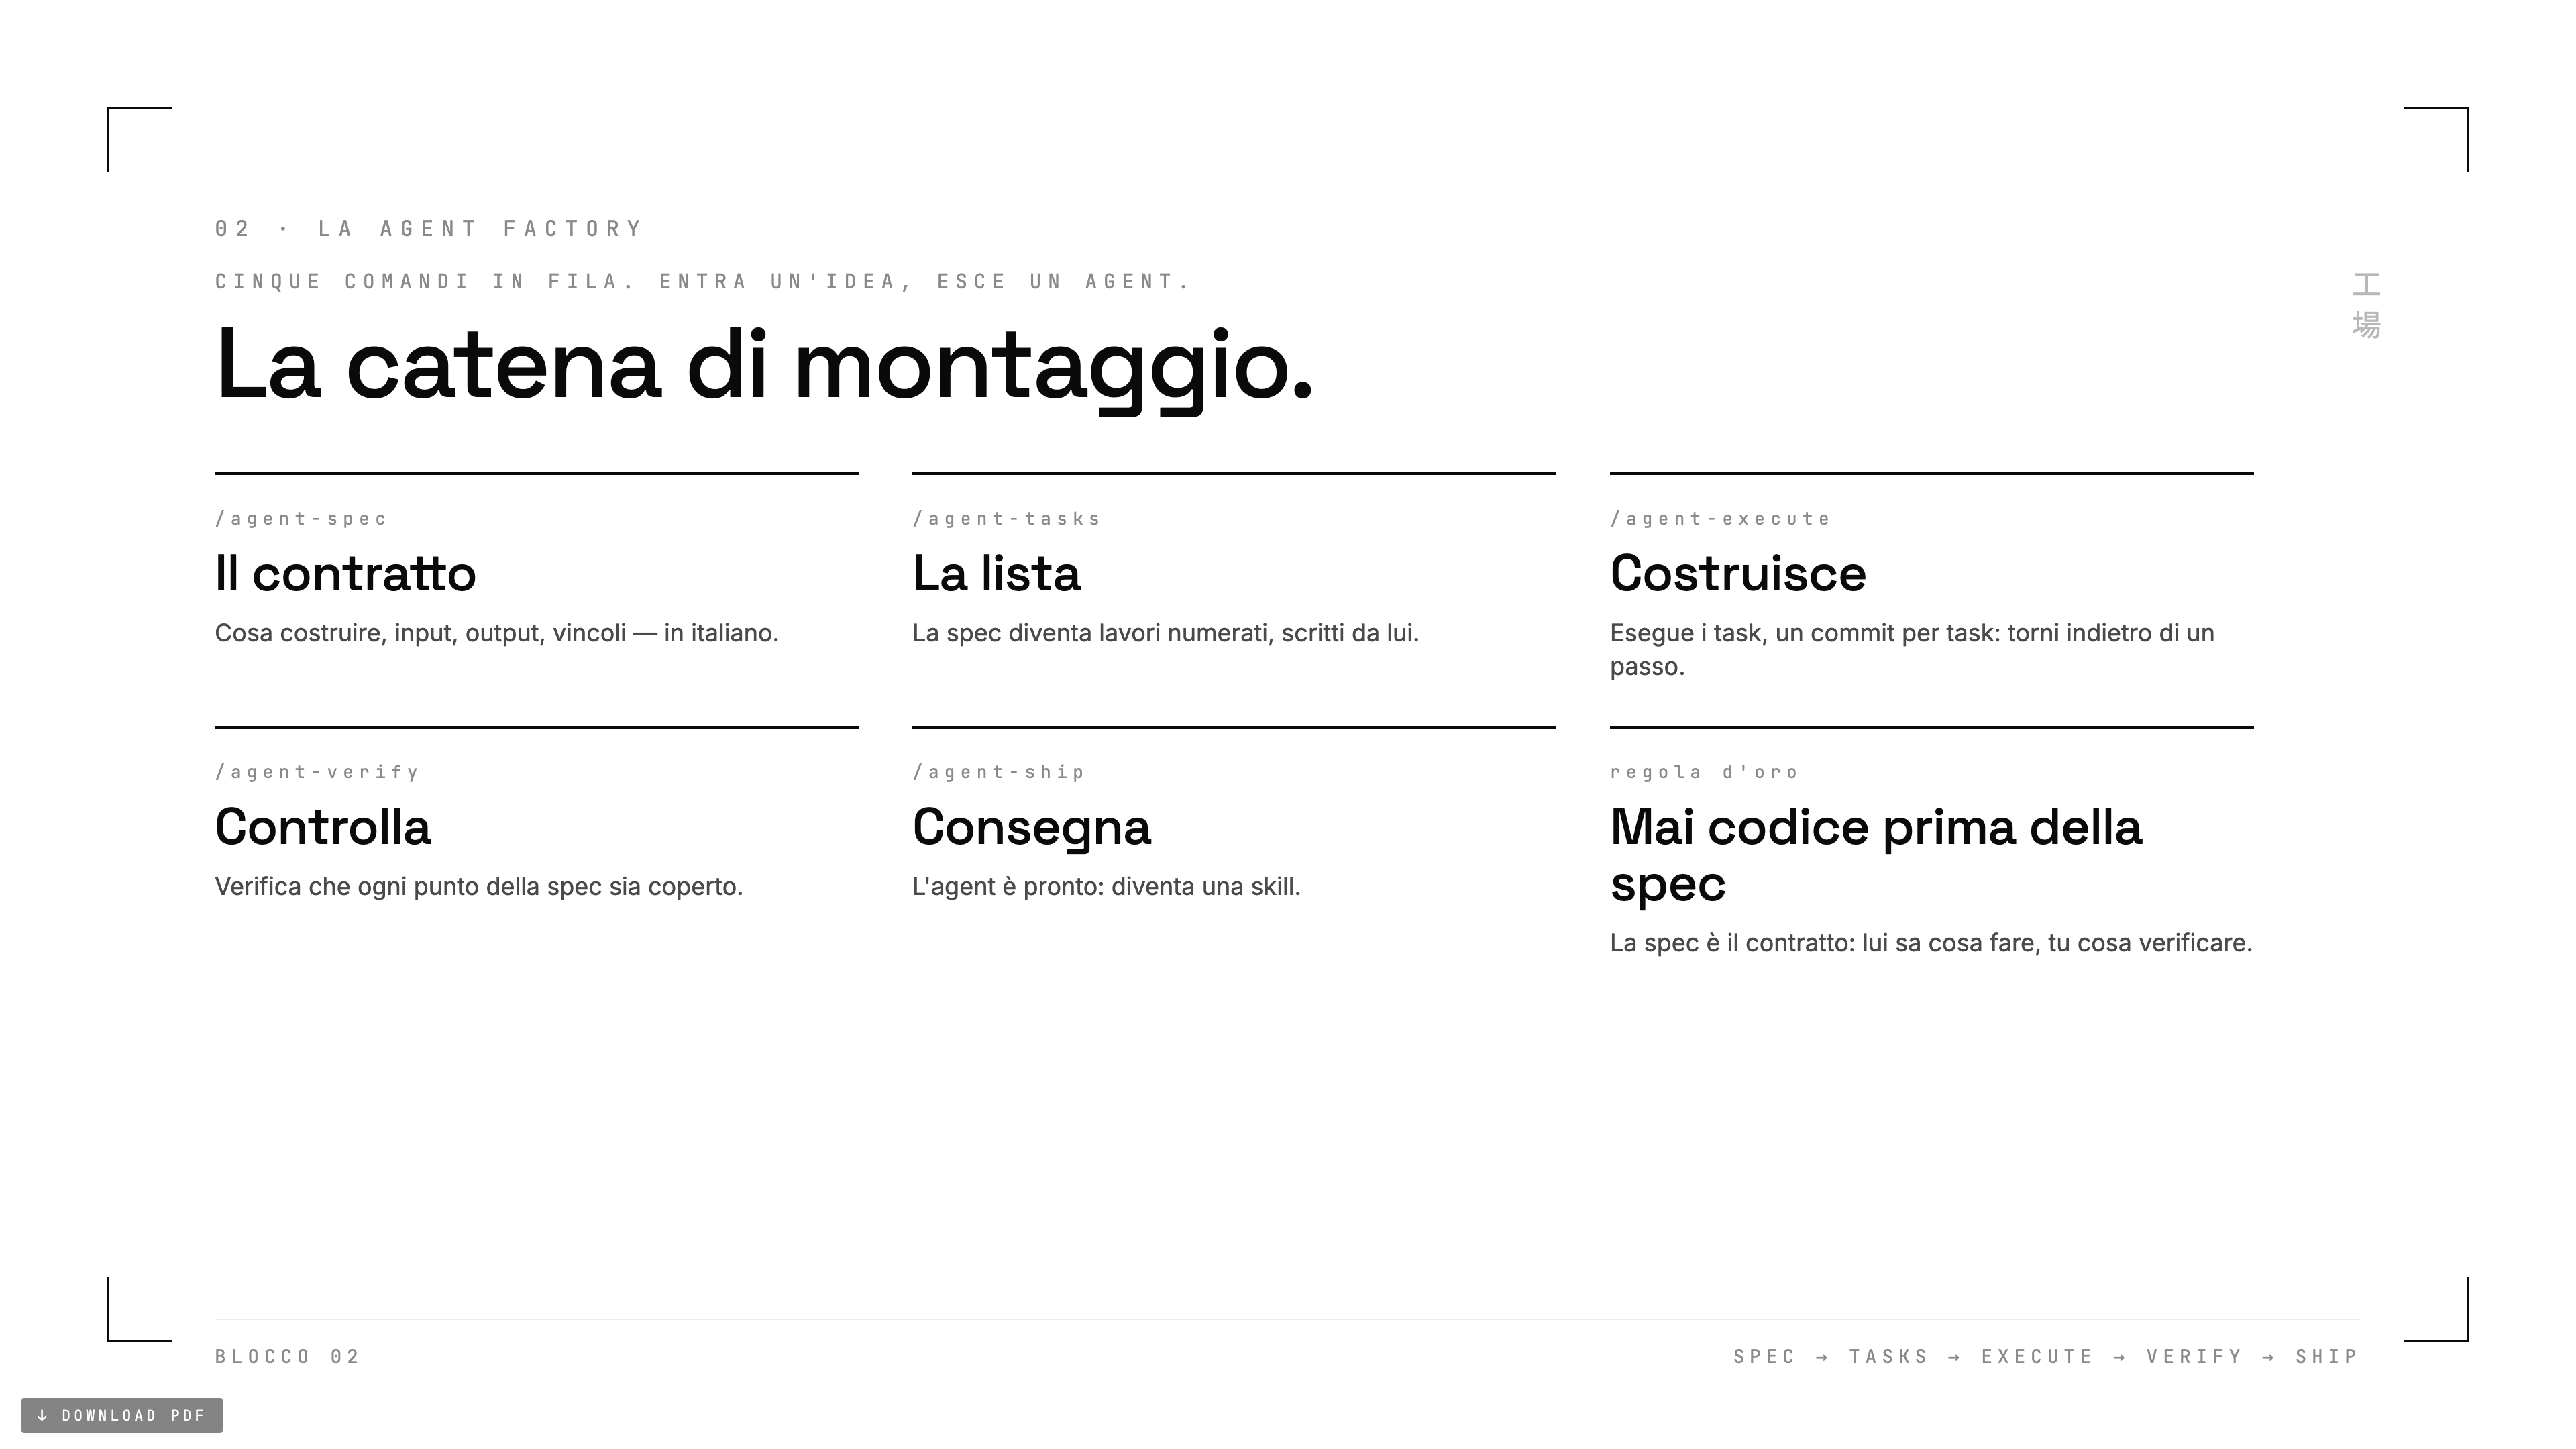 02 · LA AGENT FACTORY
CINQUE COMANDI IN FILA. ENTRA UN'IDEA, ESCE UN AGENT.
工場
La catena di montaggio.
/agent-spec
Il contratto
Cosa costruire, input, output, vincoli — in italiano.
/agent-tasks
La lista
La spec diventa lavori numerati, scritti da lui.
/agent-execute
Costruisce
Esegue i task, un commit per task: torni indietro di un
passo.
/agent-verify
Controlla
Verifica che ogni punto della spec sia coperto.
/agent-ship
Consegna
L'agent è pronto: diventa una skill.
regola d'oro
Mai codice prima della
spec
La spec è il contratto: lui sa cosa fare, tu cosa verificare.
BLOCCO 02
SPEC → TASKS → EXECUTE → VERIFY → SHIP
↓ DOWNLOAD PDF